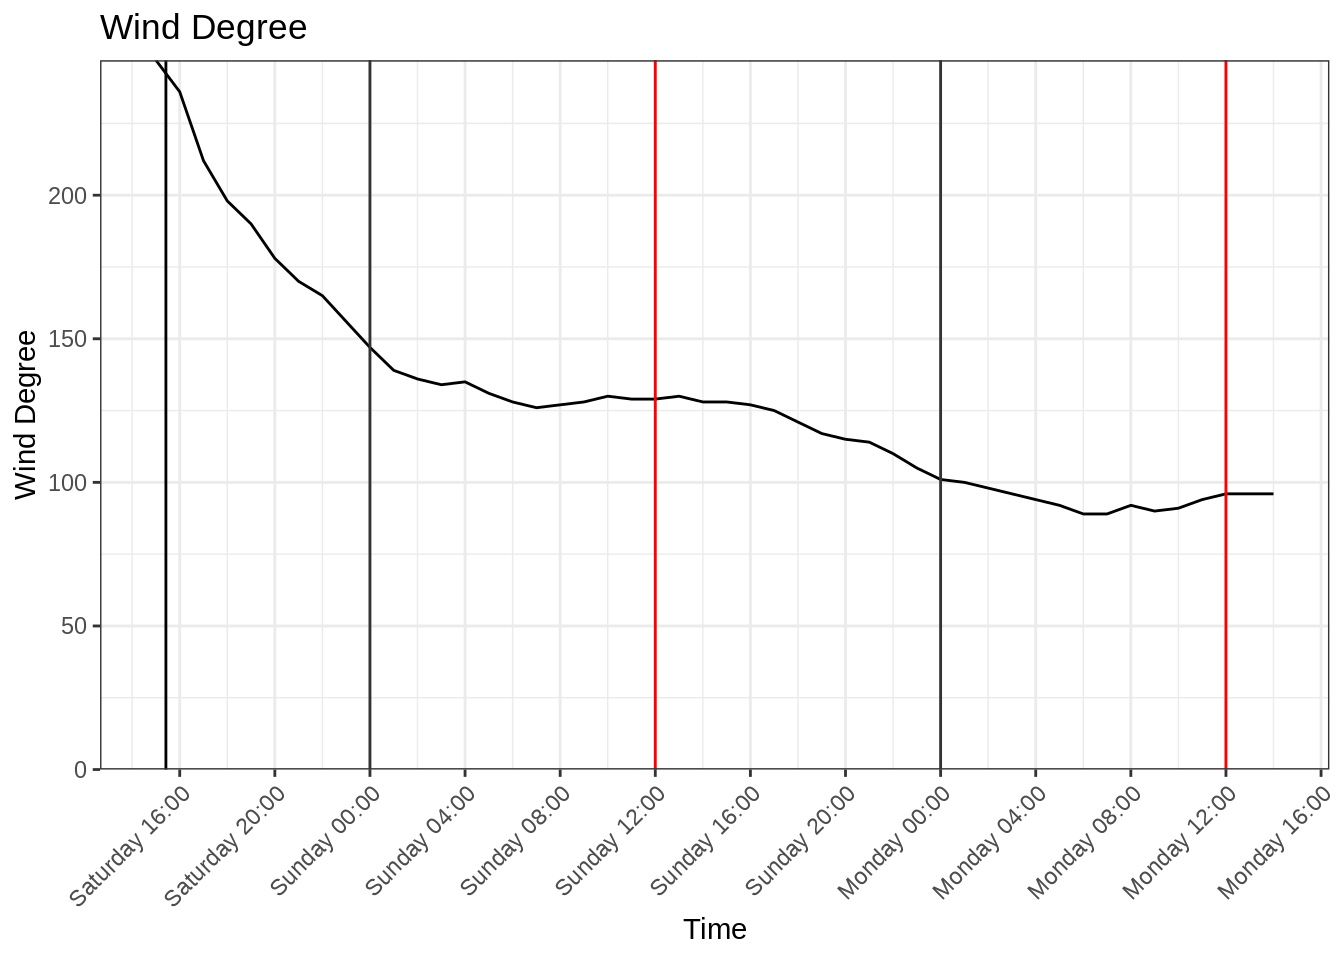 Wind Degree
Wind Degree
200
150
100
50
0
Saturday 16:00
Saturday 20:00
Sunday 00:00
Sunday 04:00
Sunday 08:00
Sunday 12:00
Sunday 16:00
Sunday 20:00
Monday 00:00
Monday 04:00
Monday 08:00
Monday 12:00
Monday 16:00
Time